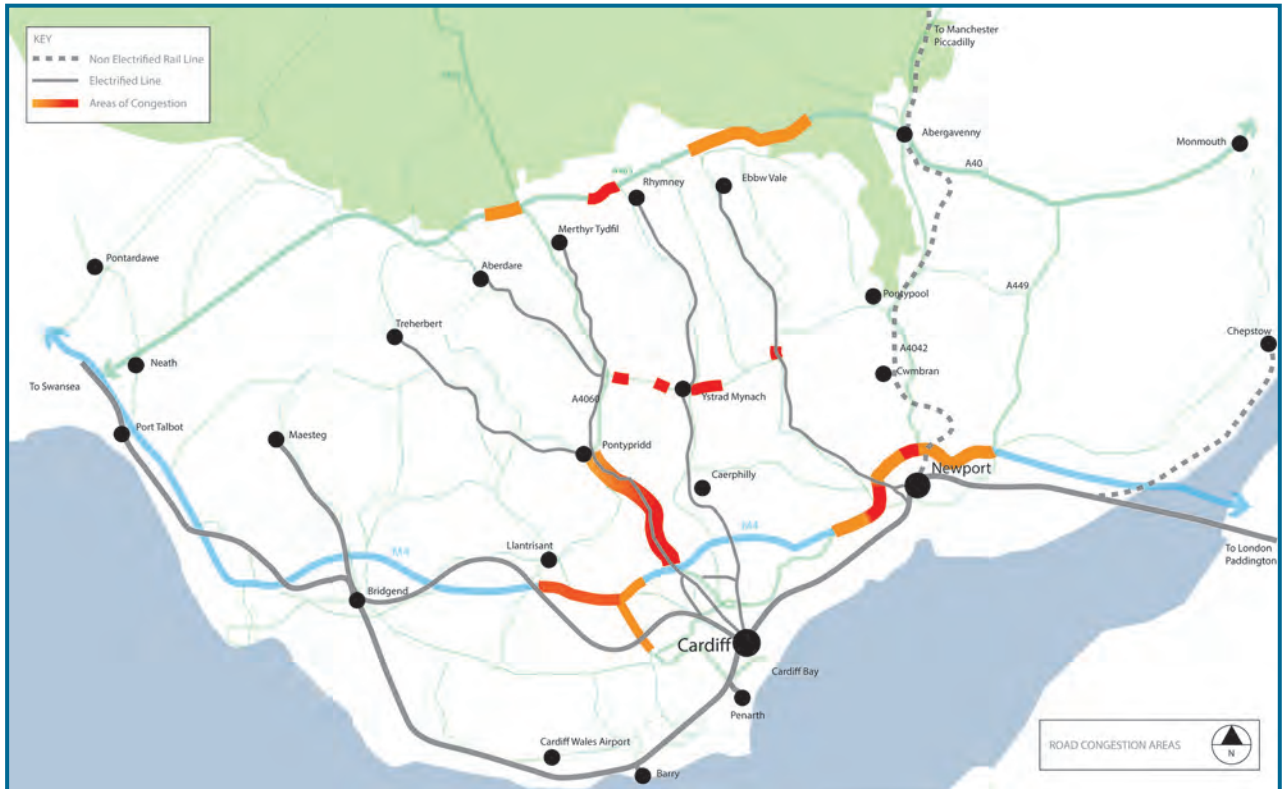 KEY
Non Electrified Rail Line
Electrified Line
Areas of Congestion
To Manchester
Piccadilly
Abergavenny
Monmouth
A40
Rhymney
Ebbw Vale
Merthyr Tydfil
Pontardawe
Aberdare
A449
Pontypool
Treherbert
Chepstow
A4042
Neath
Cwmbran
To Swansea
Ystrad Mynach
A4060
Port Talbot
Maesteg
Pontypridd
Newport
Caerphilly
M4
Llantrisant
M4
To London
Paddington
Bridgend
Cardiff
Cardiff Bay
Penarth
Cardiff Wales Airport
Barry
ROAD CONGESTION AREAS
N